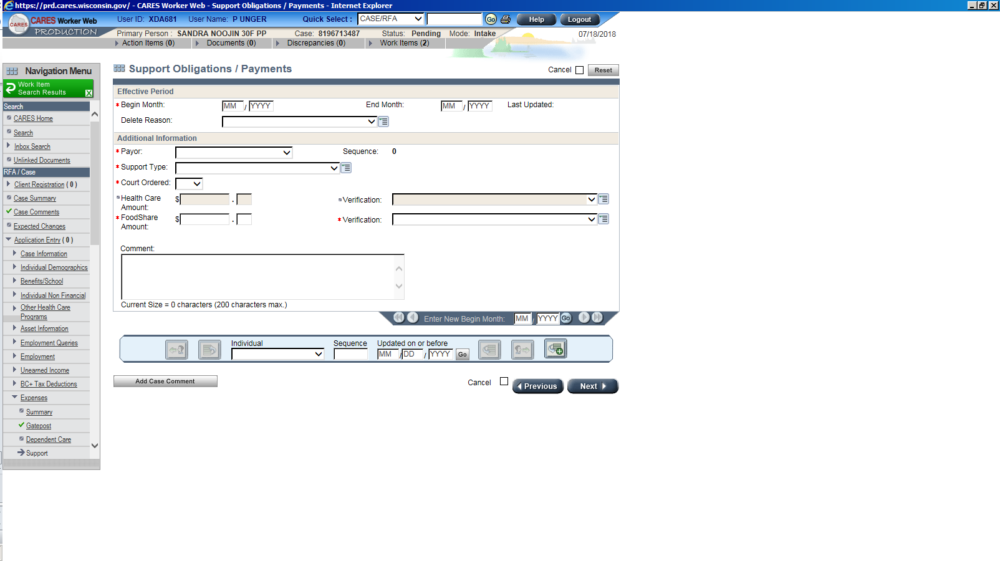 https://prd.cares.wisconsin.gov/ - CARES Worker Web - Support Obligations / Payments - Internet Explorer
CARES CARES Worker Web
PRODUCTION
User ID: XDA681 User Name: P UNGER Quick Select : CASE/RFA Go Help Logout
Primary Person : SANDRA NOOJIN 30F PP Case: 8196713487 Status: Pending Mode: Intake 07/18/2018
Action Items (0) Documents (0) Discrepancies (0) Work Items (2)
Navigation Menu
Work Item
Search Results X
Search
CARES Home
Search
Inbox Search
Unlinked Documents
RFA / Case
Client Registration ( 0 )
Case Summary
Case Comments
Expected Changes
Application Entry ( 0 )
Case Information
Individual Demographics
Benefits/School
Individual Non Financial
Other Health Care
Programs
Asset Information
Employment Queries
Employment
Unearned Income
BC+ Tax Deductions
Expenses
Summary
Gatepost
Dependent Care
Support
Support Obligations / Payments
Cancel Reset
Effective Period
* Begin Month: MM / YYYY End Month: MM / YYYY Last Updated:
Delete Reason:
Additional Information
* Payor: Sequence: 0
* Support Type:
* Court Ordered:
Health Care
Amount: $ . Verification:
* FoodShare
Amount: $ . * Verification:
Comment:
Current Size = 0 characters (200 characters max.)
Enter New Begin Month: MM / YYYY Go
Individual Sequence Updated on or before
MM / DD / YYYY Go
Add Case Comment Cancel Previous Next